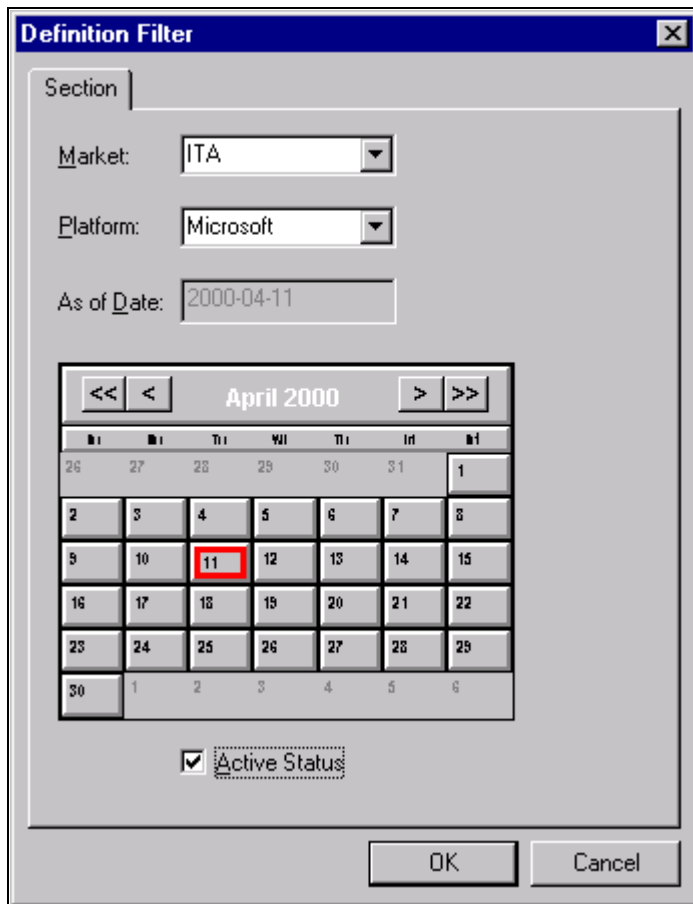 Definition Filter
Section
Market: ITA
Platform: Microsoft
As of Date: 2000-04-11
<< < April 2000 > >>
26 27 28 29 30 31 1
2 3 4 5 6 7 8
9 10 11 12 13 14 15
16 17 18 19 20 21 22
23 24 25 26 27 28 29
30 1 2 3 4 5 6
Active Status
OK Cancel